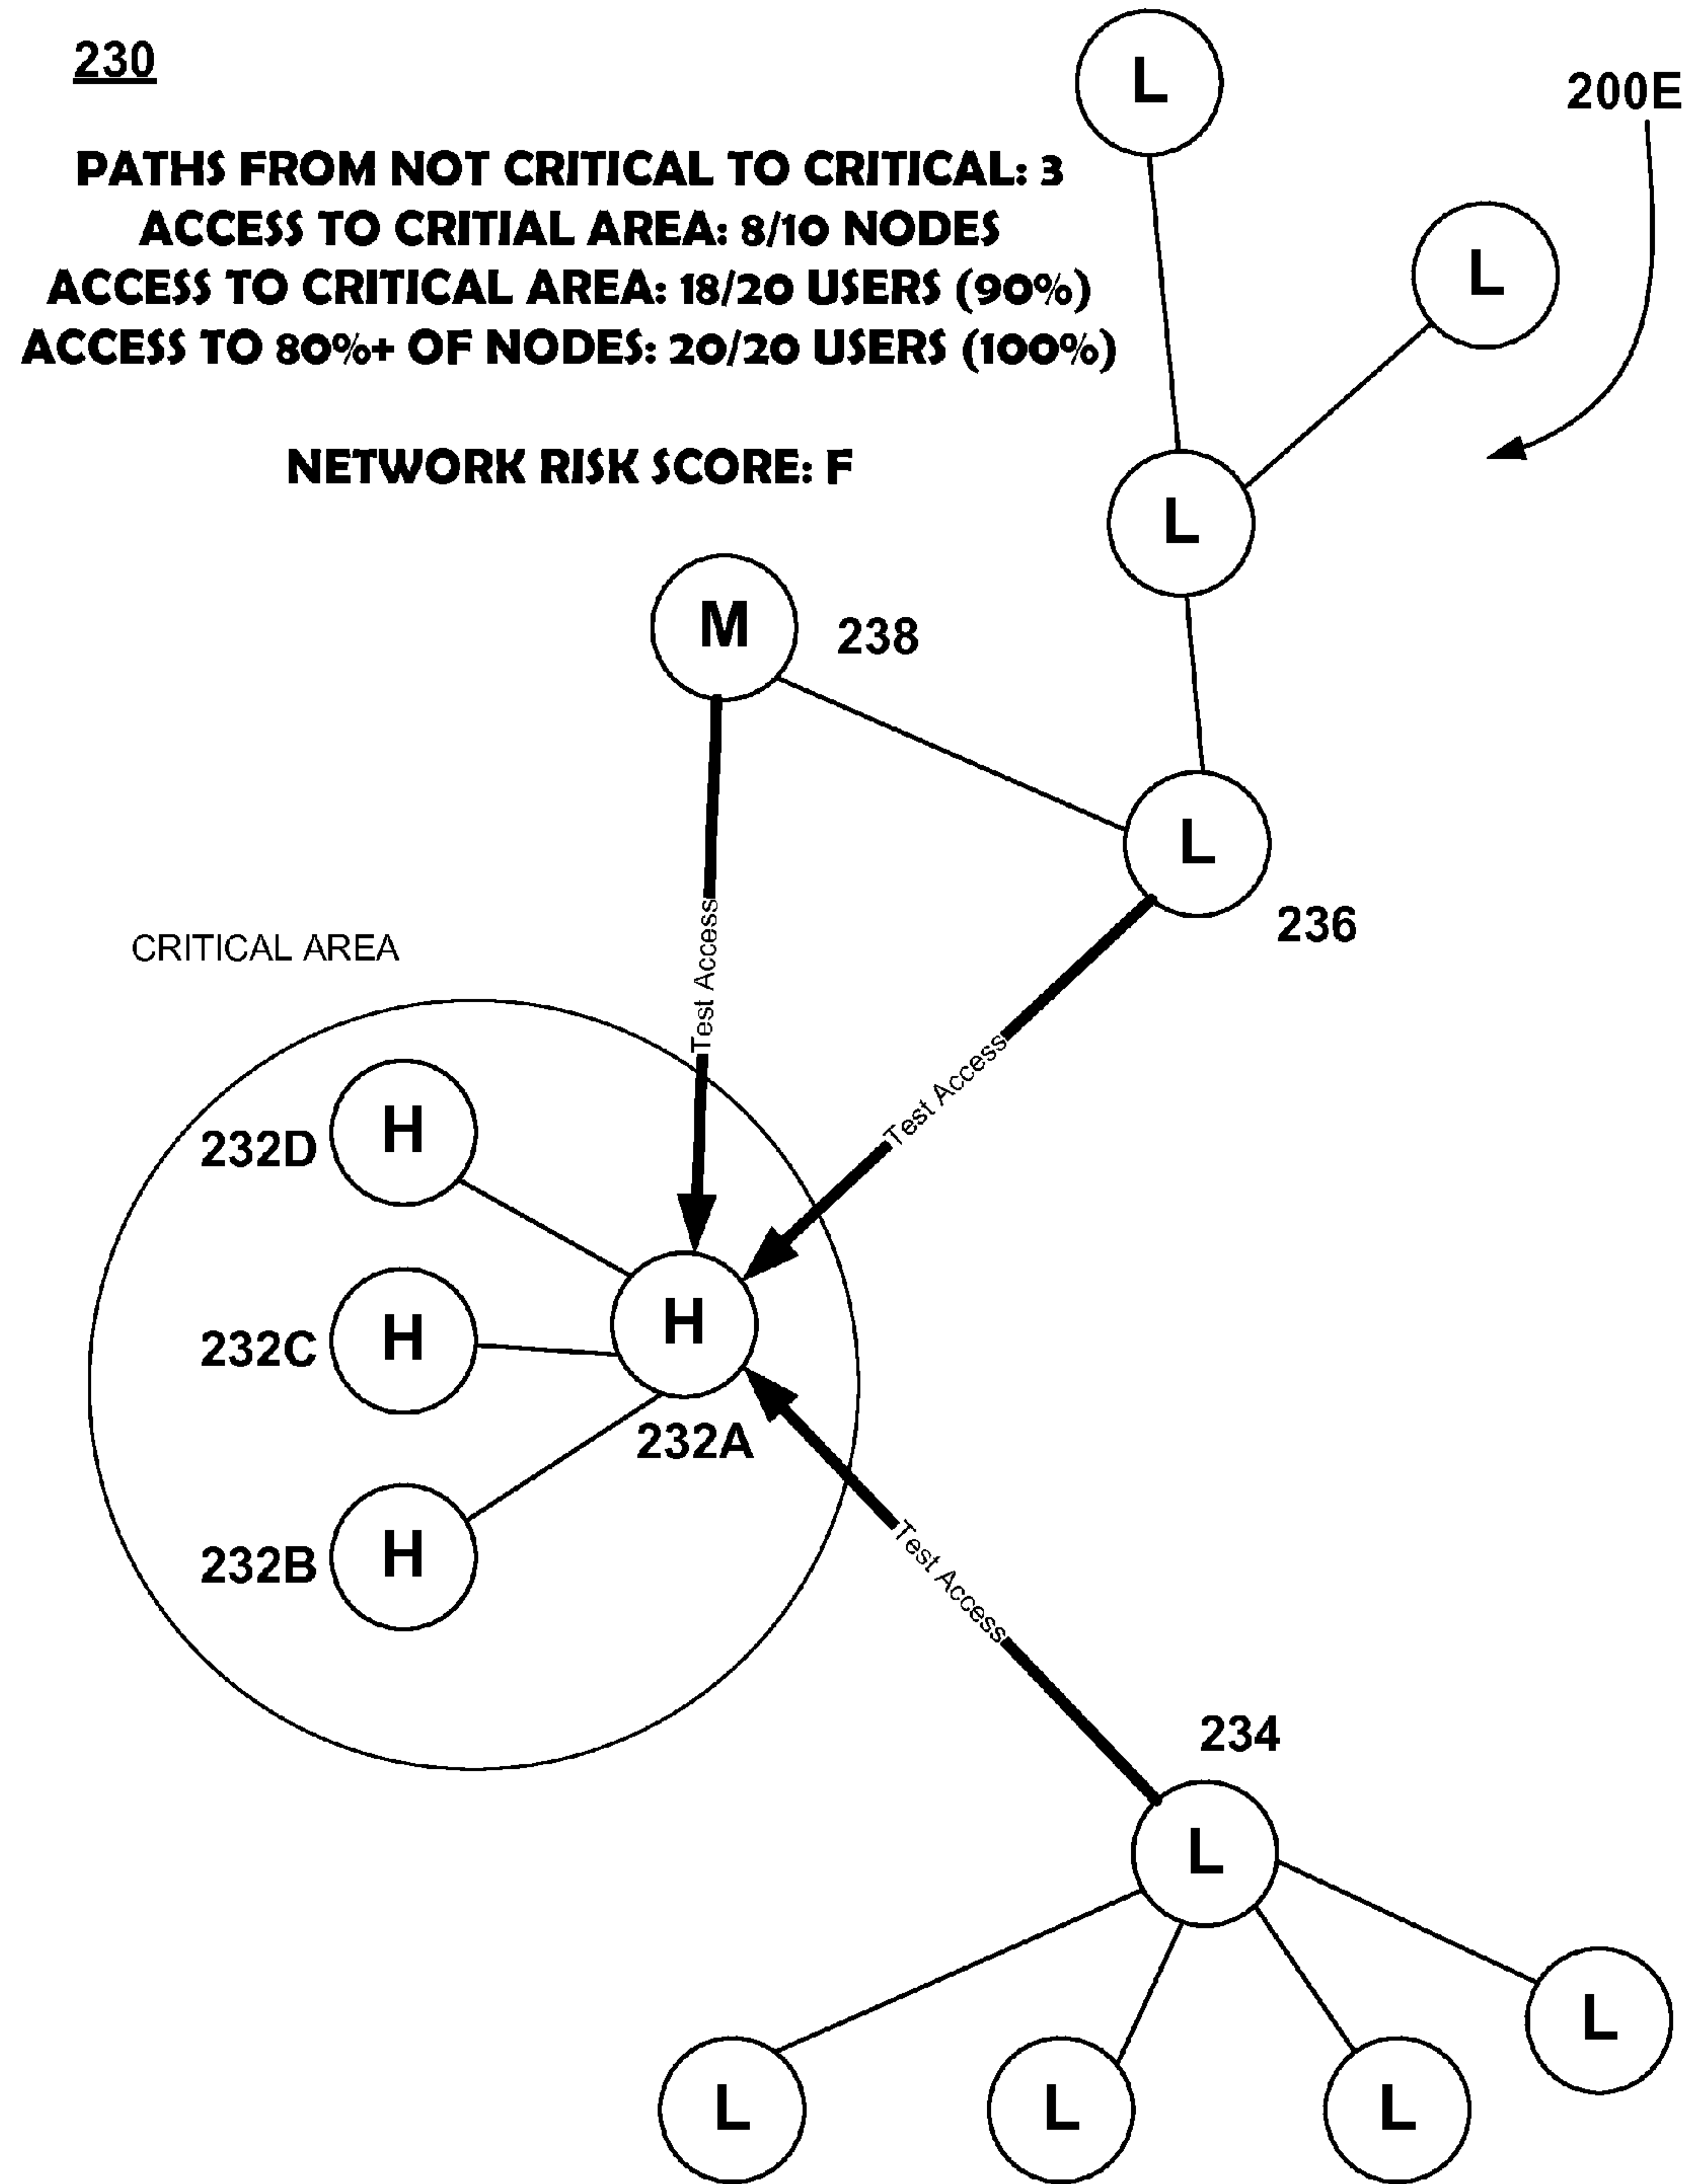 230
200E
PATHS FROM NOT CRITICAL TO CRITICAL: 3
ACCESS TO CRITIAL AREA: 8/10 NODES
ACCESS TO CRITICAL AREA: 18/20 USERS (90%)
ACCESS TO 80%+ OF NODES: 20/20 USERS (100%)
NETWORK RISK SCORE: F
L
L
L
M
238
L
236
CRITICAL AREA
Test Access
Test Access
232D
H
232C
H
H
232A
232B
H
Test Access
234
L
L
L
L
L